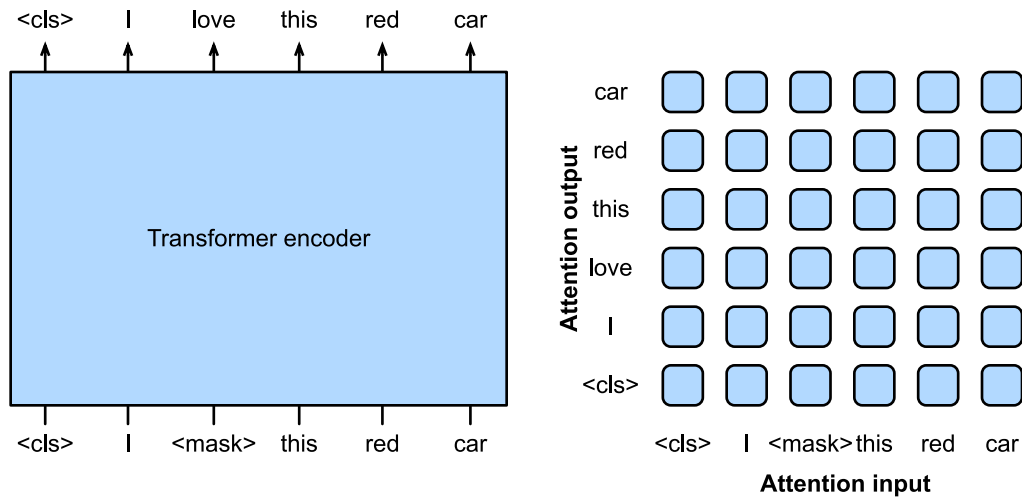 <cls> I love this red car
Transformer encoder
<cls> I <mask> this red car
Attention output
car
red
this
love
I
<cls>
<cls> I <mask> this red car
Attention input